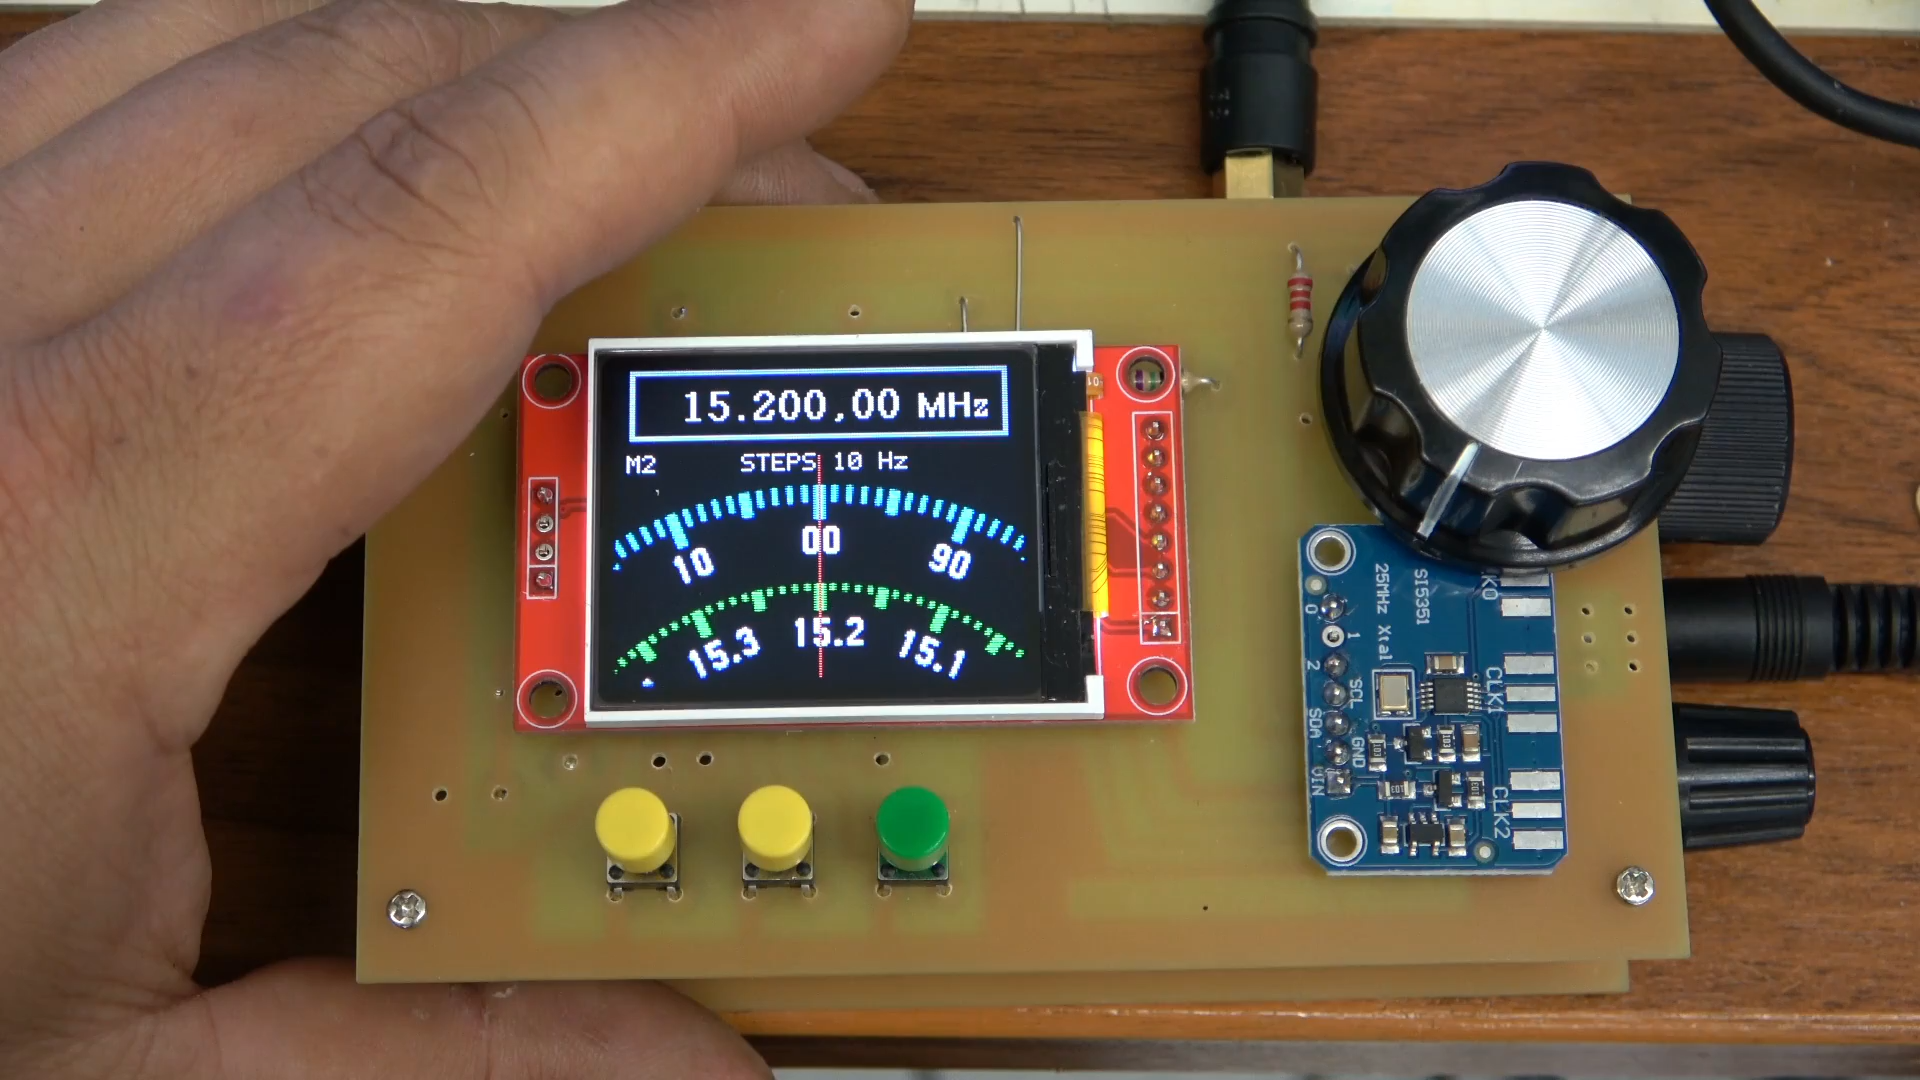 15.200,00 MHz
M2 STEPS 10 Hz
10 00 90
15.3 15.2 15.1
SI5351
25MHz Xtal
0
1
2
SCL
SDA
GND
VIN
CLK1
CLK2